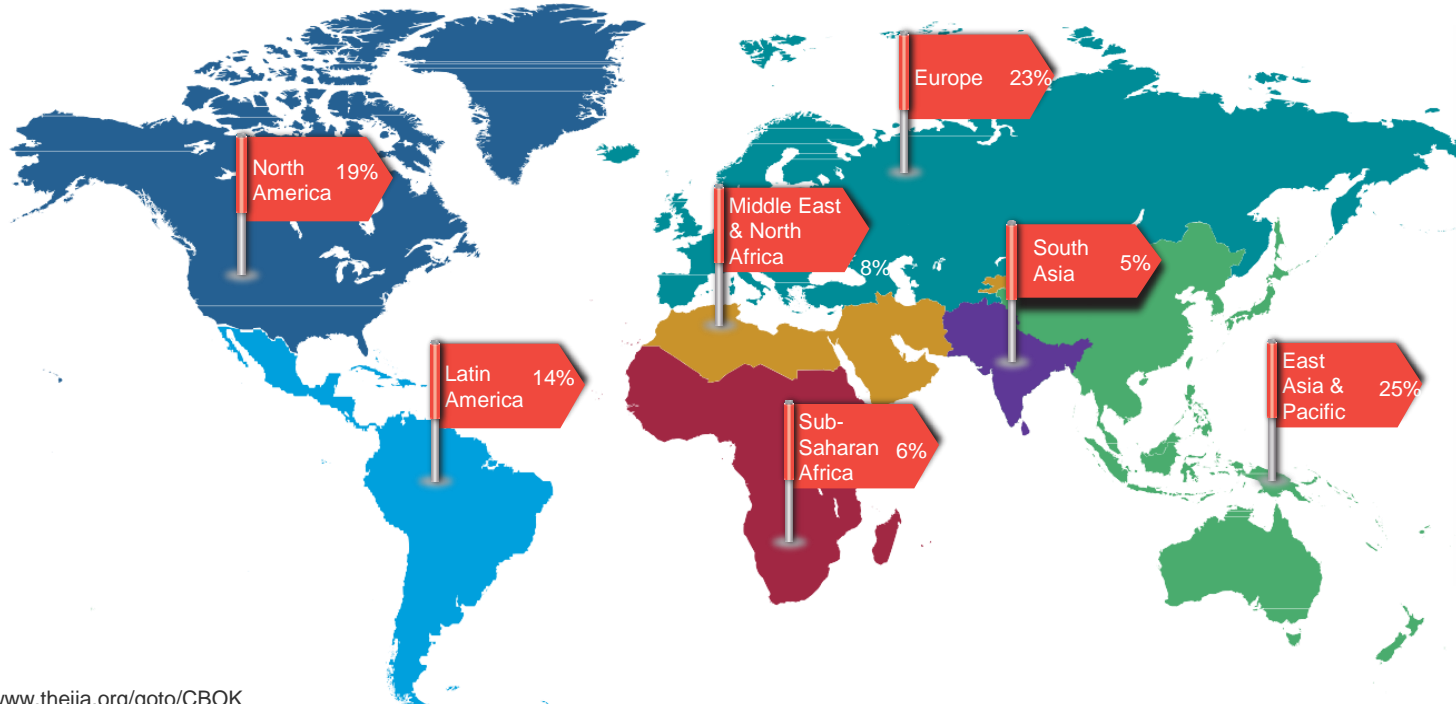 Europe 23%
North
America 19%
Middle East
& North
Africa
8%
South
Asia 5%
Latin
America 14%
East
Asia &
Pacific 25%
Sub-
Saharan
Africa 6%
www.theiia.org/goto/CBOK